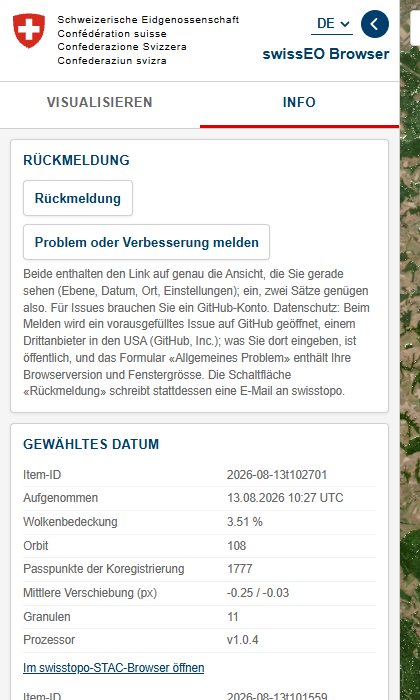 Schweizerische Eidgenossenschaft
Confédération suisse
Confederazione Svizzera
Confederaziun svizra
DE
swissEO Browser
VISUALISIEREN
INFO
RÜCKMELDUNG
Rückmeldung
Problem oder Verbesserung melden
Beide enthalten den Link auf genau die Ansicht, die Sie gerade
sehen (Ebene, Datum, Ort, Einstellungen); ein, zwei Sätze genügen
also. Für Issues brauchen Sie ein GitHub-Konto. Datenschutz: Beim
Melden wird ein vorausgefülltes Issue auf GitHub geöffnet, einem
Drittanbieter in den USA (GitHub, Inc.); was Sie dort eingeben, ist
öffentlich, und das Formular «Allgemeines Problem» enthält Ihre
Browserversion und Fenstergrösse. Die Schaltfläche
«Rückmeldung» schreibt stattdessen eine E-Mail an swisstopo.
GEWÄHLTES DATUM
Item-ID 2026-08-13t102701
Aufgenommen 13.08.2026 10:27 UTC
Wolkenbedeckung 3.51 %
Orbit 108
Passpunkte der Koregistrierung 1777
Mittlere Verschiebung (px) -0.25 / -0.03
Granulen 11
Prozessor v1.0.4
Im swisstopo-STAC-Browser öffnen
Item-ID 2026-08-13t101559